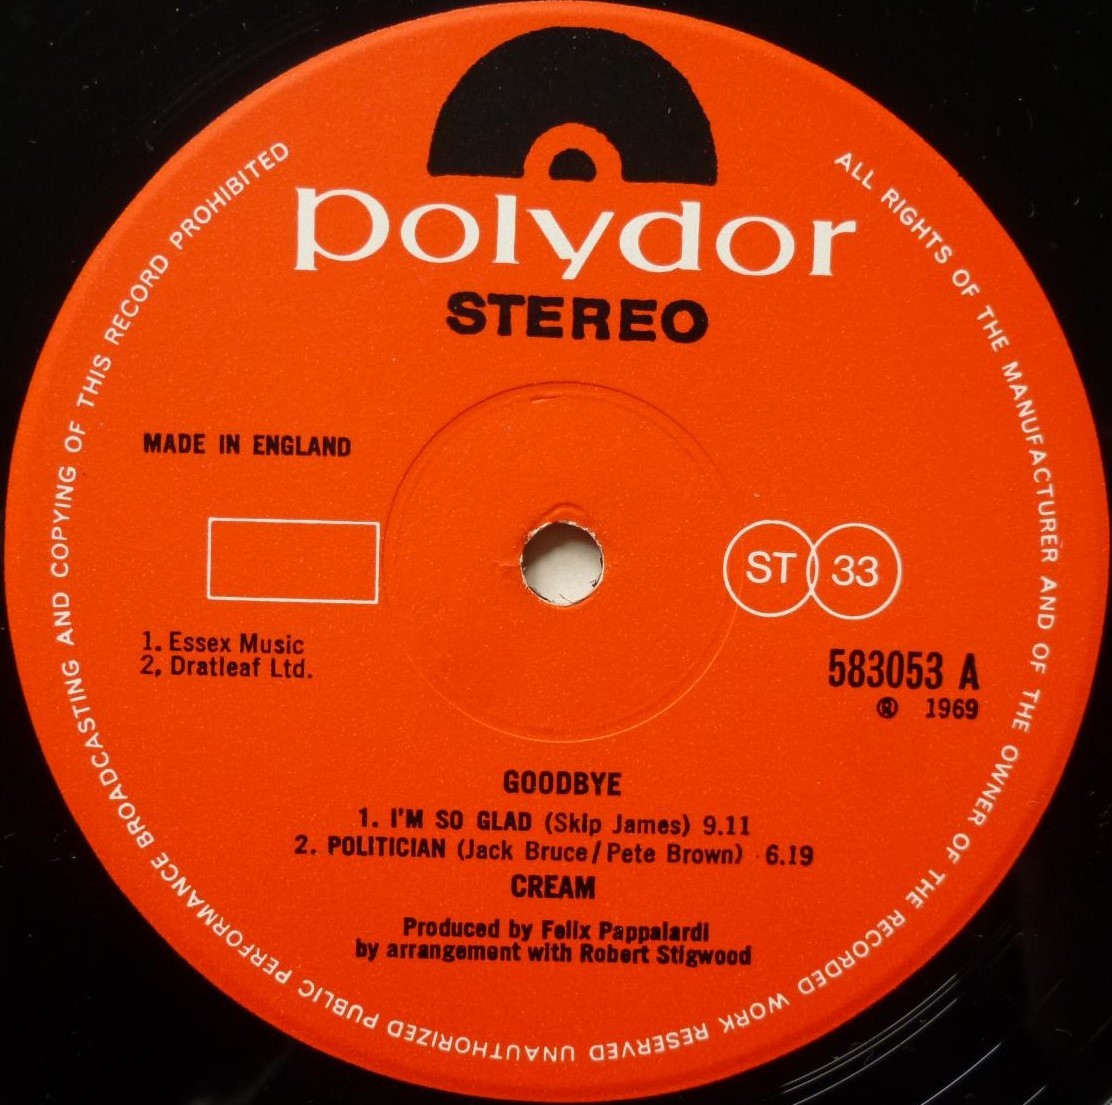 polydor
STEREO
MADE IN ENGLAND
ST 33
1. Essex Music
2, Dratleaf Ltd.
583053 A
℗ 1969
GOODBYE
1. I'M SO GLAD (Skip James) 9.11
2. POLITICIAN (Jack Bruce/Pete Brown) 6.19
CREAM
Produced by Felix Pappalardi
by arrangement with Robert Stigwood
ALL RIGHTS OF THE MANUFACTURER AND OF THE OWNER OF THE RECORDED WORK RESERVED UNAUTHORIZED PUBLIC PERFORMANCE BROADCASTING AND COPYING OF THIS RECORD PROHIBITED